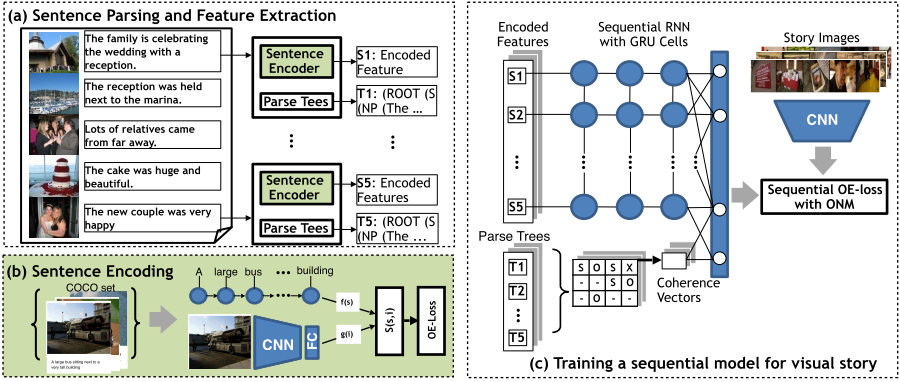 (a) Sentence Parsing and Feature Extraction
The family is celebrating
the wedding with a
reception.
The reception was held
next to the marina.
Lots of relatives came
from far away.
The cake was huge and
beautiful.
The new couple was very
happy
Sentence
Encoder
Parse Tees
S1: Encoded
Feature
T1: (ROOT (S
(NP (The ...
Sentence
Encoder
Parse Tees
S5: Encoded
Features
T5: (ROOT (S
(NP (The ...
(b) Sentence Encoding
COCO set
A large bus sitting next to a
very tall building
A large bus ... building
f(s)
CNN
FC
g(i)
S(s,i)
OE-Loss
Encoded
Features
Sequential RNN
with GRU Cells
S1
S2
S5
Parse Trees
T1
T2
T5
S O S X
- - S O
- O - -
Coherence
Vectors
Story Images
CNN
Sequential OE-loss
with ONM
(c) Training a sequential model for visual story